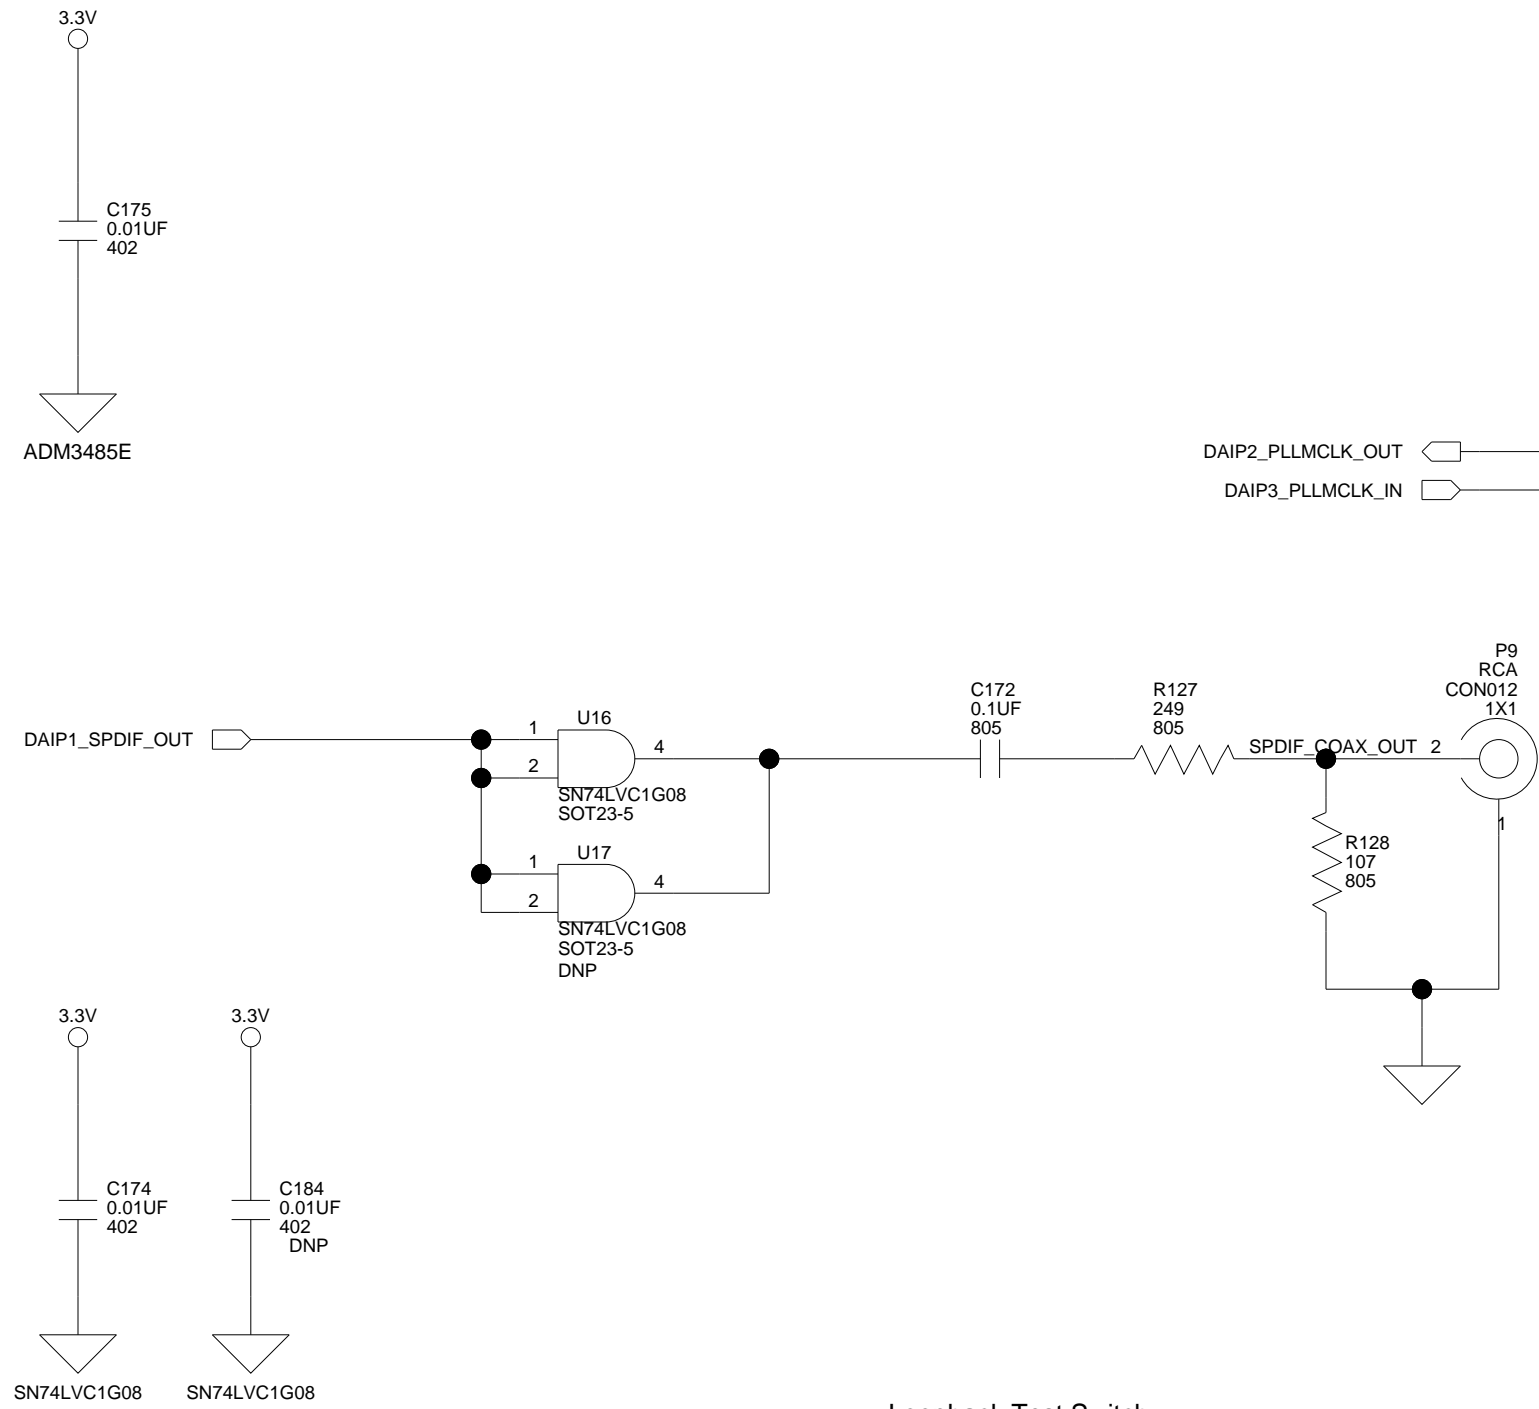 3.3V
C175
0.01UF
402
ADM3485E
DAIP2_PLLMCLK_OUT
DAIP3_PLLMCLK_IN
P9
RCA
CON012
1X1
C172
0.1UF
805
R127
249
805
U16
DAIP1_SPDIF_OUT
1
2
4
SN74LVC1G08
SOT23-5
SPDIF_COAX_OUT 2
1
U17
1
2
4
SN74LVC1G08
SOT23-5
DNP
R128
107
805
3.3V
3.3V
C174
0.01UF
402
C184
0.01UF
402
DNP
SN74LVC1G08
SN74LVC1G08
Loopback Test Switch